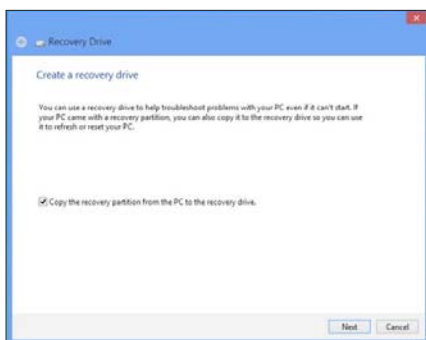 Recovery Drive
Create a recovery drive
You can use a recovery drive to help troubleshoot problems with your PC even if it can't start. If
your PC came with a recovery partition, you can also copy it to the recovery drive so you can use
it to refresh or reset your PC.
Copy the recovery partition from the PC to the recovery drive.
Next Cancel